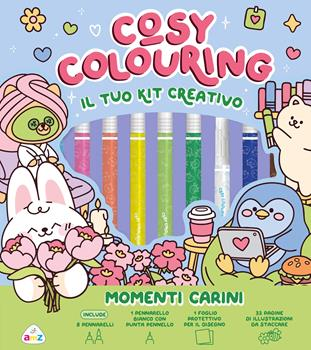 COSY
COLOURING
IL TUO KIT CREATIVO
MOMENTI CARINI
INCLUDE
8 PENNARELLI
1 PENNARELLO
BIANCO CON
PUNTA PENNELLO
1 FOGLIO
PROTETTIVO
PER IL DISEGNO
32 PAGINE
DI ILLUSTRAZIONI
DA STACCARE
amz